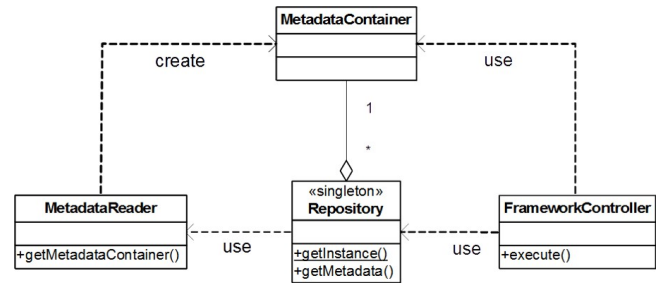 MetadataContainer
create
use
1
*
MetadataReader
+getMetadataContainer()
use
«singleton»
Repository
+getInstance()
+getMetadata()
use
FrameworkController
+execute()